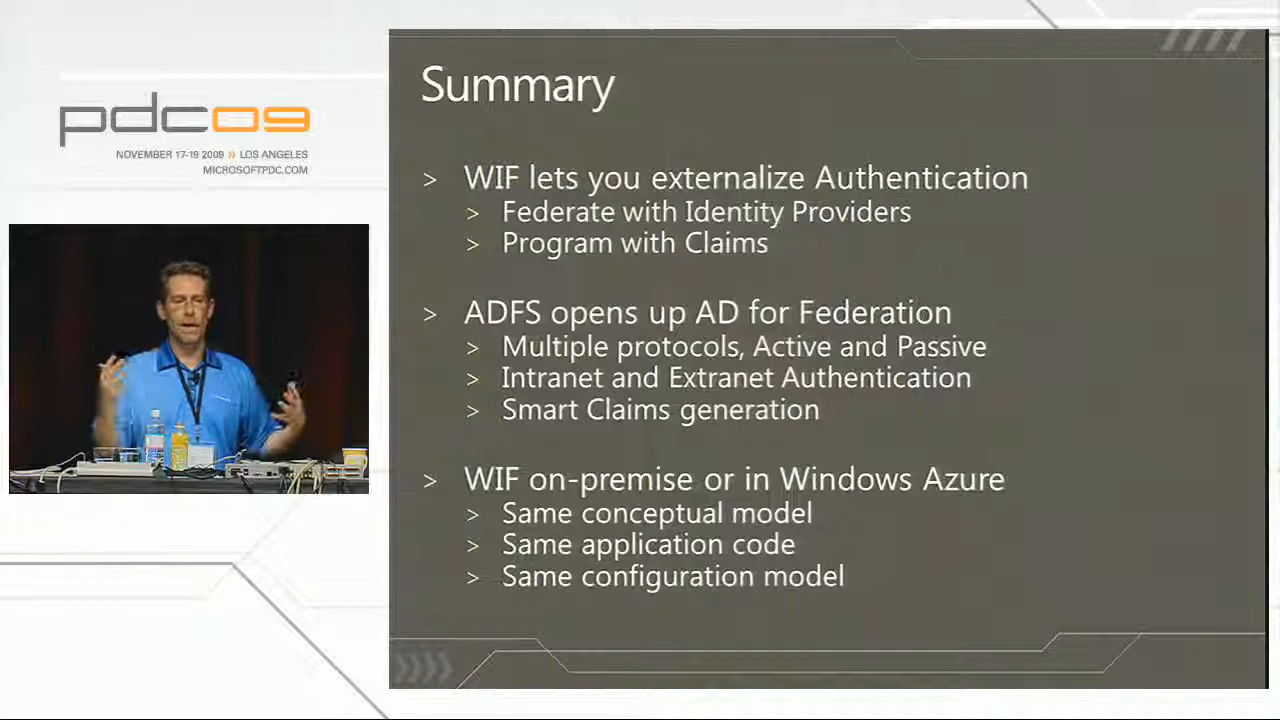 pdc09
NOVEMBER 17-19 2009 » LOS ANGELES
MICROSOFTPDC.COM
Summary
> WIF lets you externalize Authentication
> Federate with Identity Providers
> Program with Claims
> ADFS opens up AD for Federation
> Multiple protocols, Active and Passive
> Intranet and Extranet Authentication
> Smart Claims generation
> WIF on-premise or in Windows Azure
> Same conceptual model
> Same application code
> Same configuration model